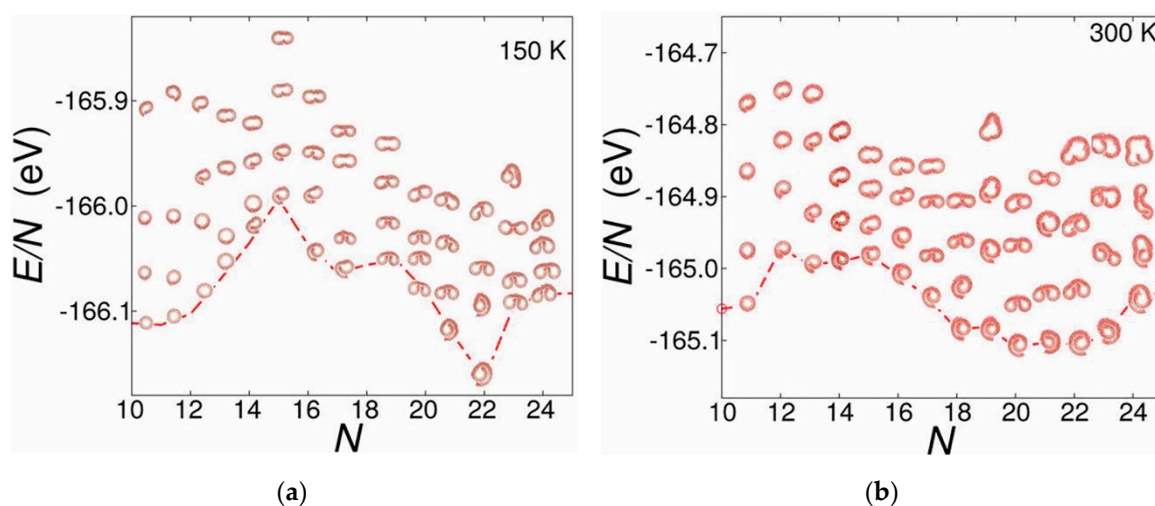 150 K
E/N (eV)
-165.9
-166.0
-166.1
10 12 14 16 18 20 22 24
N
(a)
300 K
E/N (eV)
-164.7
-164.8
-164.9
-165.0
-165.1
10 12 14 16 18 20 22 24
N
(b)